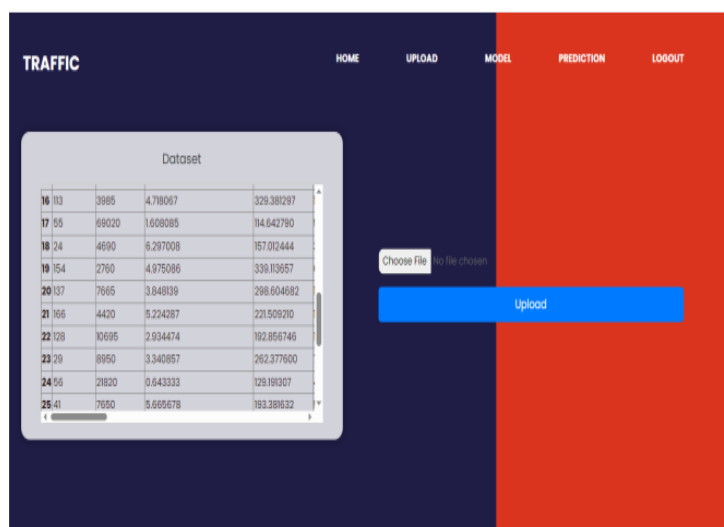 TRAFFIC HOME UPLOAD MODEL PREDICTION LOGOUT
Dataset
16 113 3985 4.718067 329.381297
17 55 69020 1.608085 114.642790
18 24 4690 6.297008 157.012444
19 154 2760 4.975086 339.113657
20 137 7665 3.848139 298.604682
21 166 4420 5.224287 221.509210
22 128 10695 2.934474 192.856746
23 29 8950 3.340857 262.377600
24 56 21820 0.643333 129.191307
25 41 7650 5.665678 193.381632
Choose File No file chosen
Upload